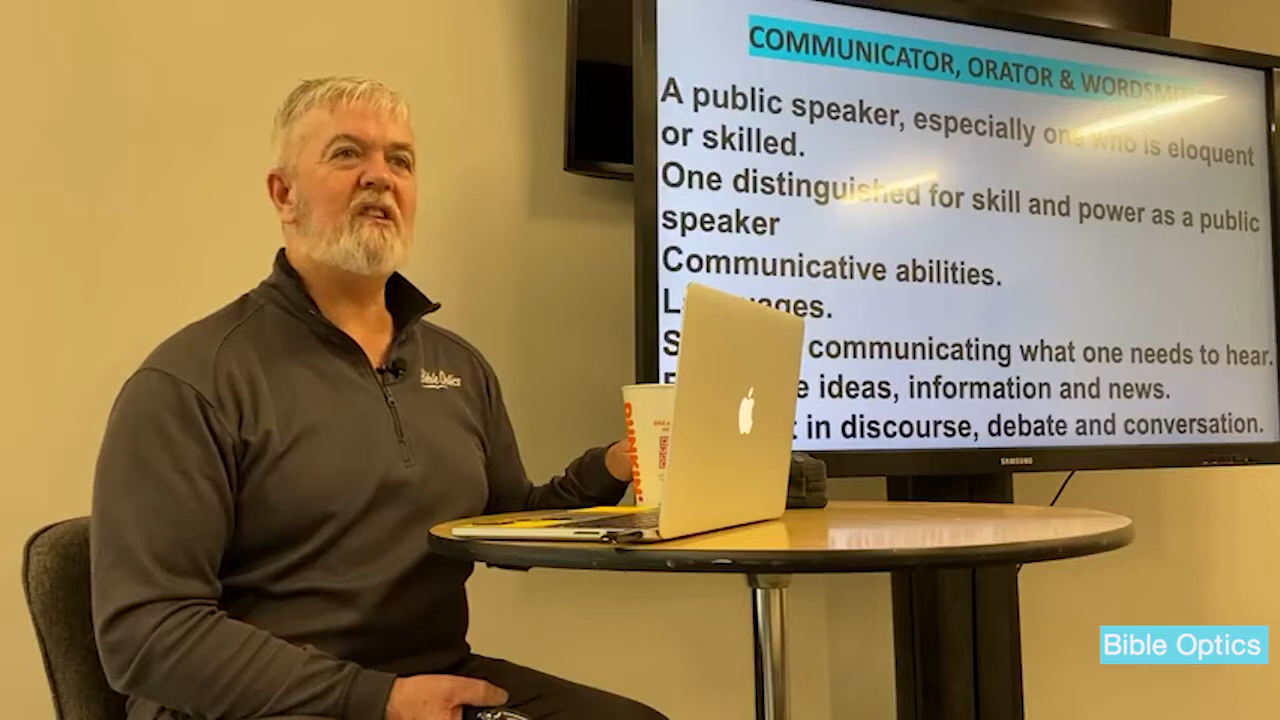 COMMUNICATOR, ORATOR & WORDSMITH
A public speaker, especially one who is eloquent
or skilled.
One distinguished for skill and power as a public
speaker
Communicative abilities.
communicating what one needs to hear.
ideas, information and news.
in discourse, debate and conversation.
Bible Optics
DUNKIN'
SAMSUNG
Bible Optics